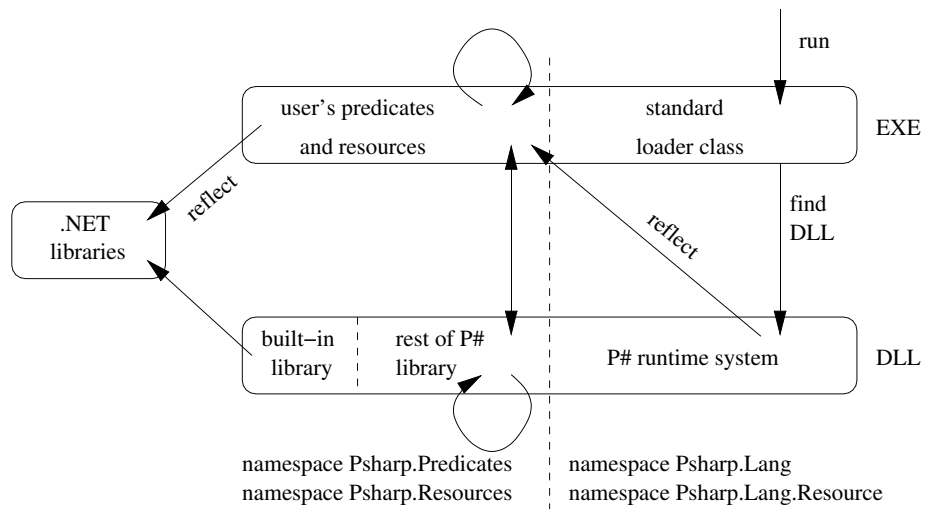 run
user's predicates
and resources
standard
loader class
EXE
reflect
.NET
libraries
reflect
find
DLL
built−in
library
rest of P#
library
P# runtime system
DLL
namespace Psharp.Predicates
namespace Psharp.Resources
namespace Psharp.Lang
namespace Psharp.Lang.Resource